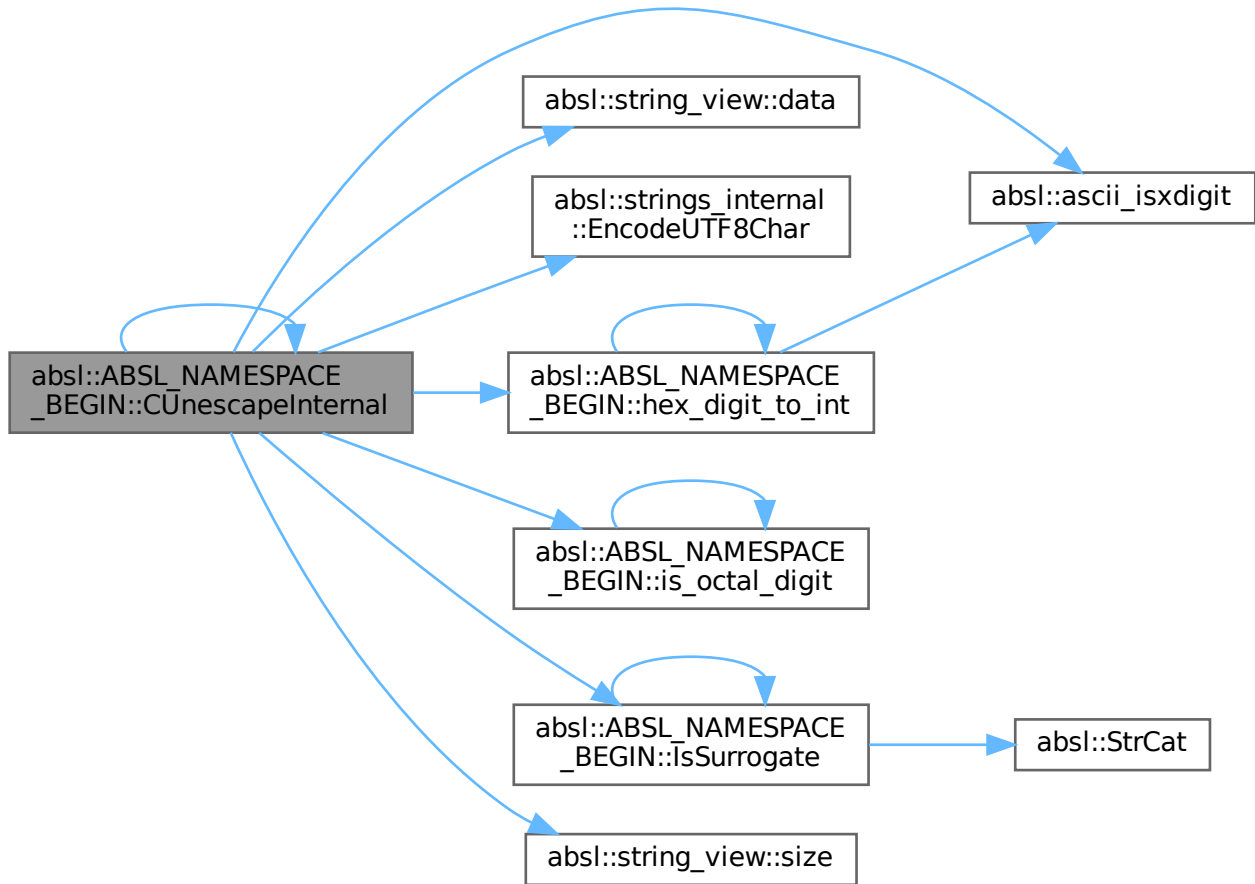 absl::string_view::data
absl::strings_internal
::EncodeUTF8Char
absl::ascii_isxdigit
absl::ABSL_NAMESPACE
_BEGIN::CUnescapeInternal
absl::ABSL_NAMESPACE
_BEGIN::hex_digit_to_int
absl::ABSL_NAMESPACE
_BEGIN::is_octal_digit
absl::ABSL_NAMESPACE
_BEGIN::IsSurrogate
absl::StrCat
absl::string_view::size